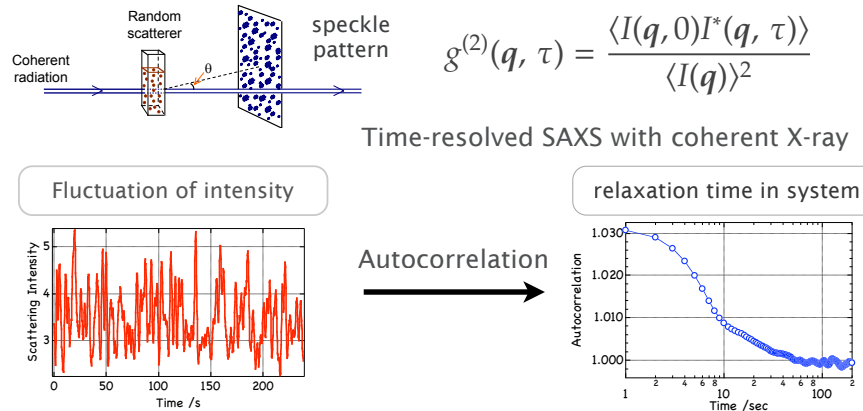 Random
scatterer
speckle
pattern
Coherent
radiation
θ
g⁽²⁾(q, τ) = ⟨I(q, 0)I*(q, τ)⟩ / ⟨I(q)⟩²
Time-resolved SAXS with coherent X-ray
Fluctuation of intensity
relaxation time in system
Autocorrelation
Scattering Intensity
5
4
3
0 50 100 150 200
Time /s
Autocorrelation
1.030
1.020
1.010
1.000
1 2 4 6 8 10 2 4 6 8 100 2
Time /sec